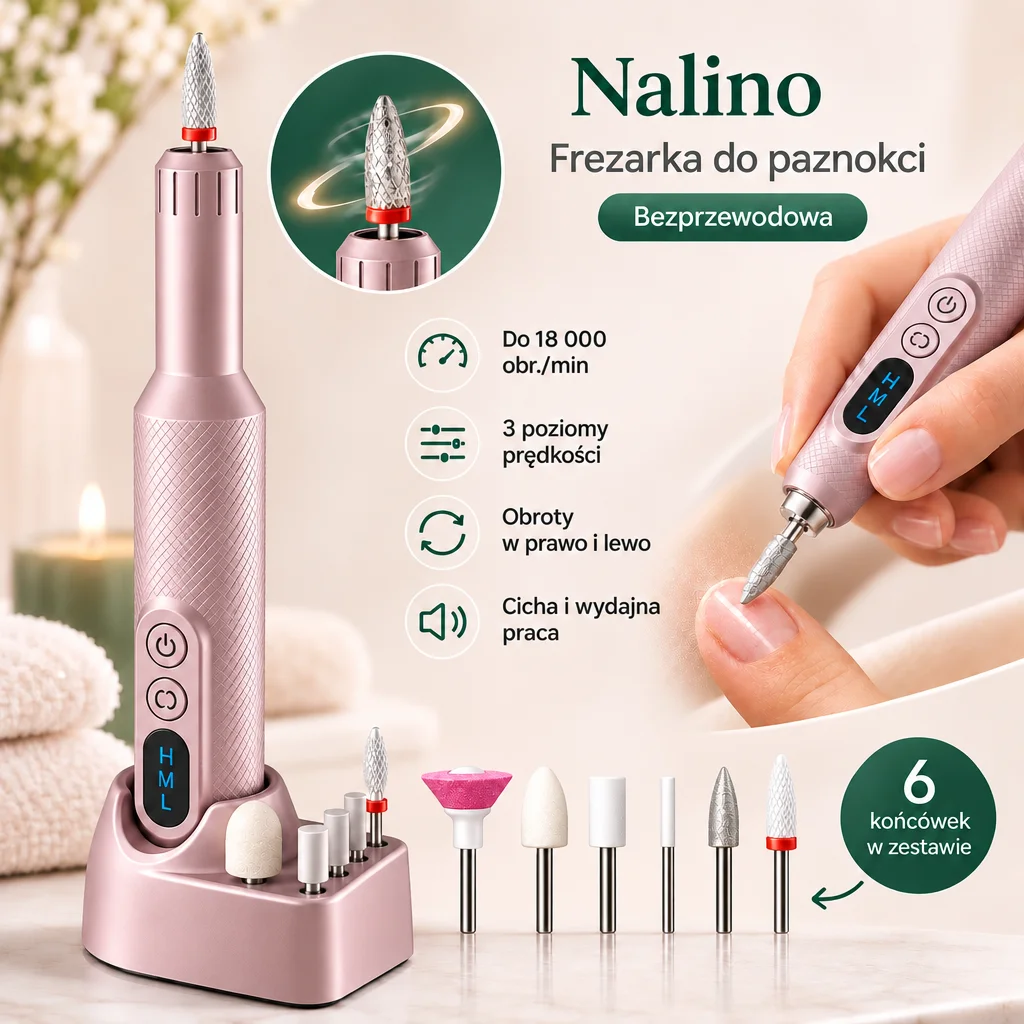 Nalino
Frezarka do paznokci
Bezprzewodowa
Do 18 000
obr./min
3 poziomy
prędkości
Obroty
w prawo i lewo
Cicha i wydajna
praca
H
M
L
H
M
L
6
końcówek
w zestawie